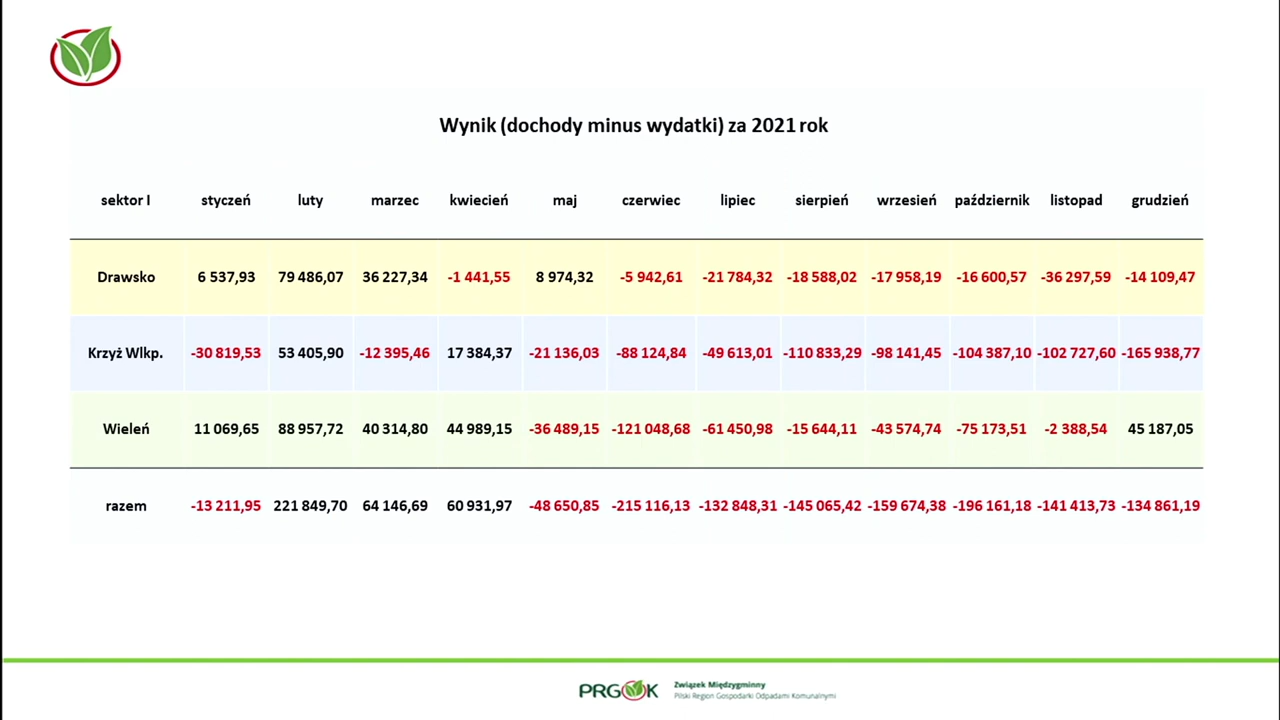 Wynik (dochody minus wydatki) za 2021 rok
sektor I styczeń luty marzec kwiecień maj czerwiec lipiec sierpień wrzesień październik listopad grudzień
Drawsko 6 537,93 79 486,07 36 227,34 -1 441,55 8 974,32 -5 942,61 -21 784,32 -18 588,02 -17 958,19 -16 600,57 -36 297,59 -14 109,47
Krzyż Wlkp. -30 819,53 53 405,90 -12 395,46 17 384,37 -21 136,03 -88 124,84 -49 613,01 -110 833,29 -98 141,45 -104 387,10 -102 727,60 -165 938,77
Wieleń 11 069,65 88 957,72 40 314,80 44 989,15 -36 489,15 -121 048,68 -61 450,98 -15 644,11 -43 574,74 -75 173,51 -2 388,54 45 187,05
razem -13 211,95 221 849,70 64 146,69 60 931,97 -48 650,85 -215 116,13 -132 848,31 -145 065,42 -159 674,38 -196 161,18 -141 413,73 -134 861,19
PRGOK Związek Międzygminny
Pilski Region Gospodarki Odpadami Komunalnymi